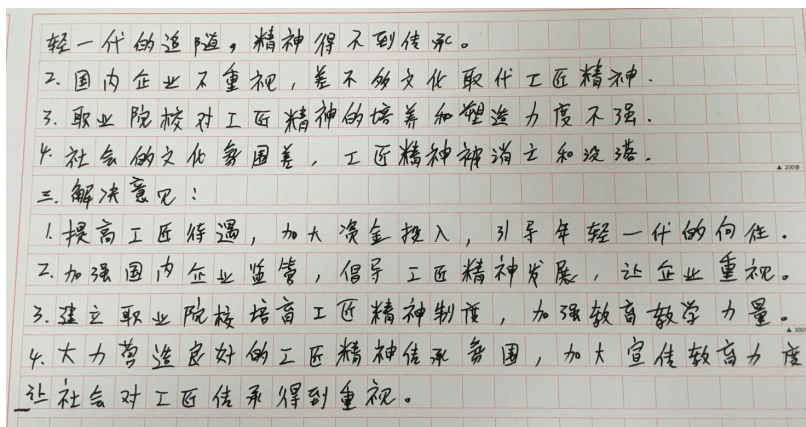 轻一代的追随，精神得不到传承。
2.国内企业不重视，差不多文化取代工匠精神.
3.职业院校对工匠精神的培养和塑造力度不强.
4.社会的文化氛围差，工匠精神被消亡和没落.
▲200字
三.解决意见：
1.提高工匠待遇，加大资金投入，引导年轻一代的向往.
2.加强国内企业监管，倡导工匠精神发展，让企业重视。
3.建立职业院校培育工匠精神制度，加强教育教学力量。
▲300
4.大力营造良好的工匠精神传承氛围，加大宣传教育力度
让社会对工匠传承得到重视。